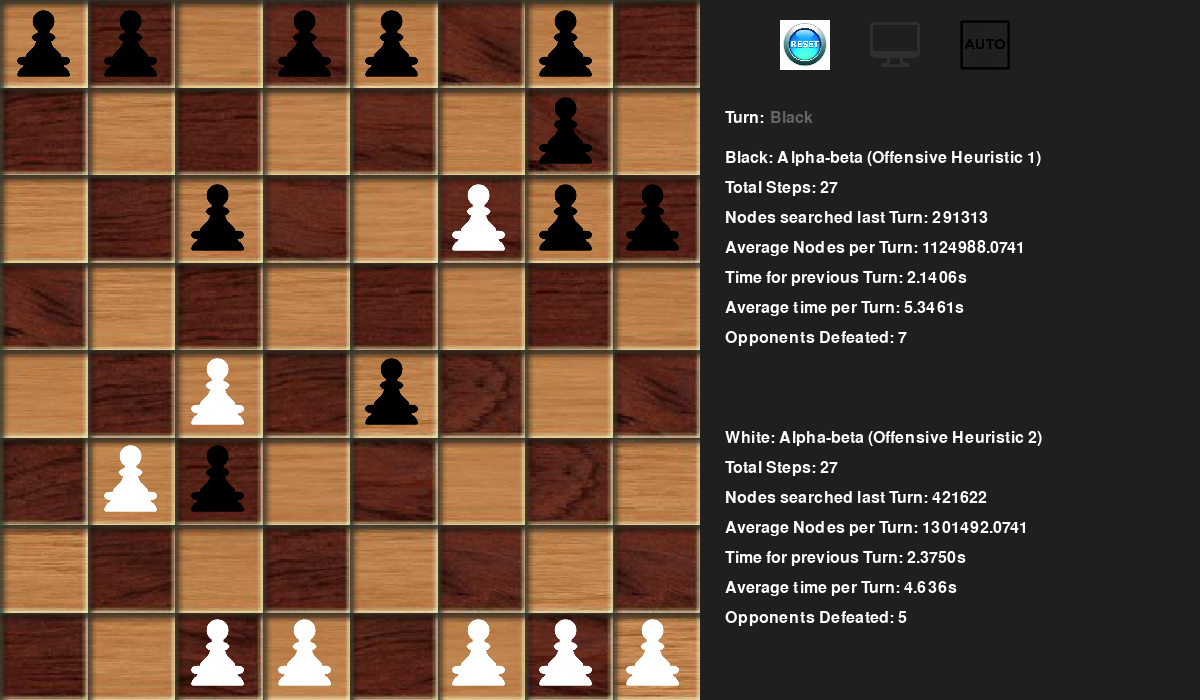 RESET
AUTO
Turn: Black
Black: Alpha-beta (Offensive Heuristic 1)
Total Steps: 27
Nodes searched last Turn: 291313
Average Nodes per Turn: 1124988.0741
Time for previous Turn: 2.1406s
Average time per Turn: 5.3461s
Opponents Defeated: 7
White: Alpha-beta (Offensive Heuristic 2)
Total Steps: 27
Nodes searched last Turn: 421622
Average Nodes per Turn: 1301492.0741
Time for previous Turn: 2.3750s
Average time per Turn: 4.636s
Opponents Defeated: 5